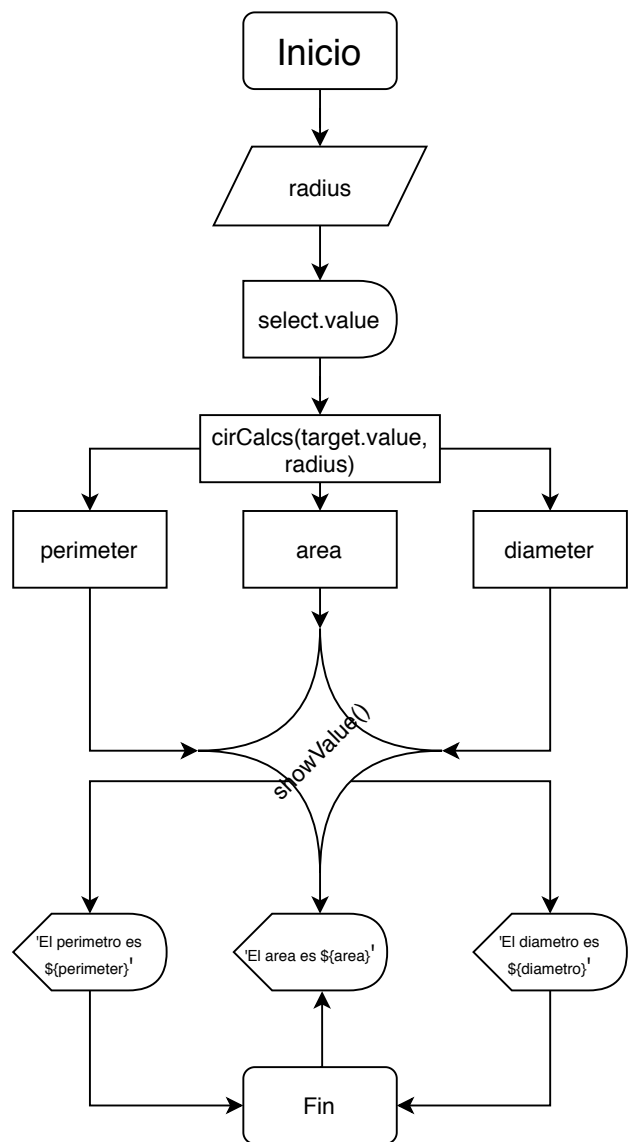 Inicio
radius
select.value
cirCalcs(target.value,
radius)
perimeter
area
diameter
showValue()
'El perimetro es
${perimeter}'
'El area es ${area}'
'El diametro es
${diametro}'
Fin